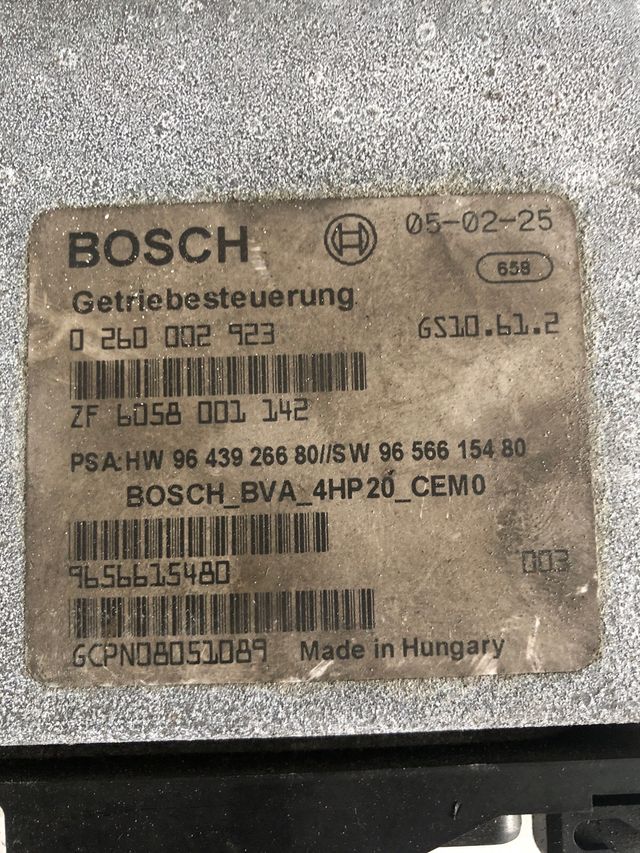 BOSCH 05-02-25
658
Getriebesteuerung
0 260 002 923 GS10.61.2
ZF 6058 001 142
PSA:HW 96 439 266 80//SW 96 566 154 80
BOSCH_BVA_4HP20_CEM0
9656615480 003
GCPN08051089 Made in Hungary